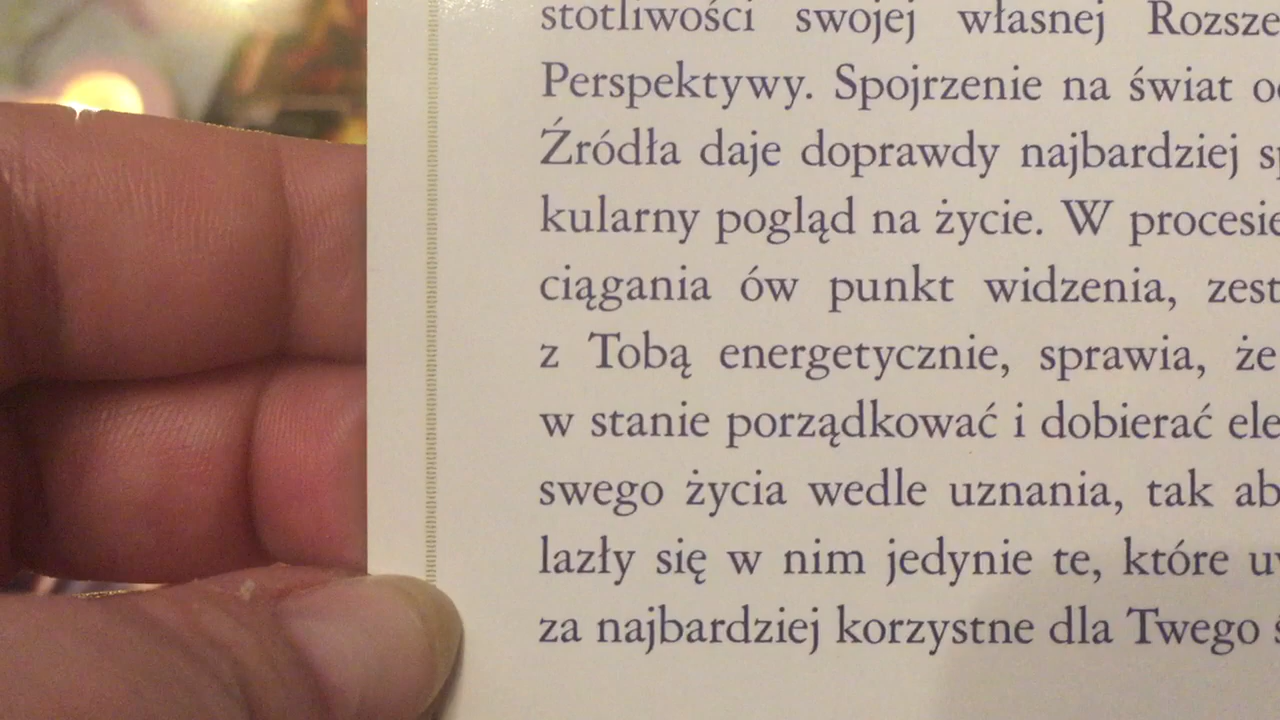 stotliwości swojej własnej Rozsze
Perspektywy. Spojrzenie na świat
Źródła daje doprawdy najbardziej
kularny pogląd na życie. W procesie
ciągania ów punkt widzenia, zest
z Tobą energetycznie, sprawia, że
w stanie porządkować i dobierać ele
swego życia wedle uznania, tak ab
lazły się w nim jedynie te, które
za najbardziej korzystne dla Twego